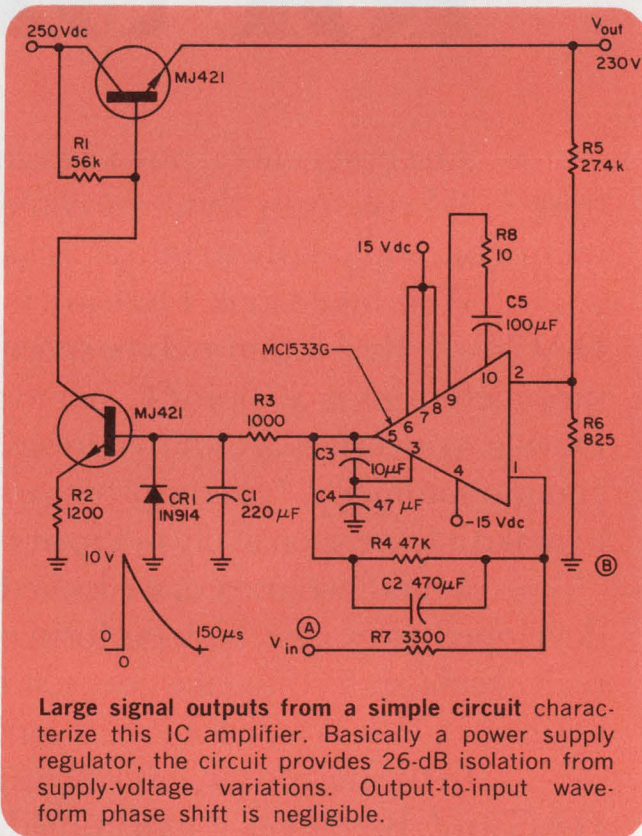 250Vdc
MJ421
Vout
230V
R1
56k
R5
27.4k
15 Vdc
R8
10
C5
100μF
MC1533G
10
2
9
8
7
6
5
3
4
1
MJ421
R3
1000
R6
825
C3
10μF
C4
47 μF
-15 Vdc
R2
1200
CR1
1N914
C1
220μF
R4 47K
B
C2 470μF
10V
A
150μs
Vin
R7 3300
0
0
Large signal outputs from a simple circuit charac-
terize this IC amplifier. Basically a power supply
regulator, the circuit provides 26-dB isolation from
supply-voltage variations. Output-to-input wave-
form phase shift is negligible.